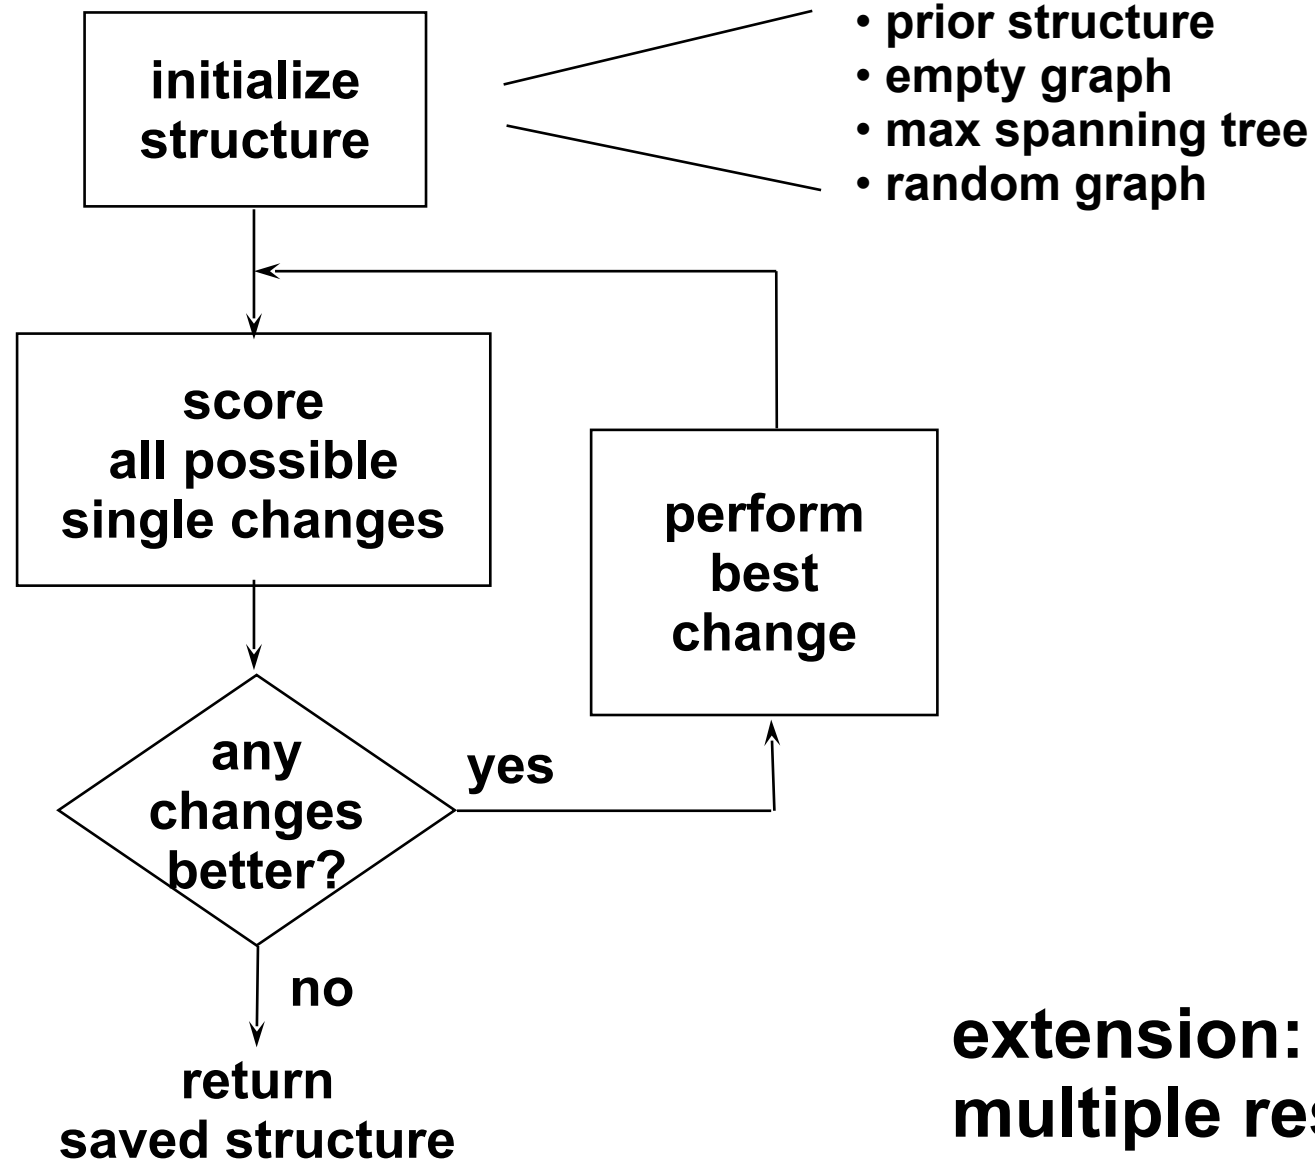 initialize
structure
• prior structure
• empty graph
• max spanning tree
• random graph
score
all possible
single changes
perform
best
change
any
changes
better?
yes
no
return
saved structure
extension:
multiple